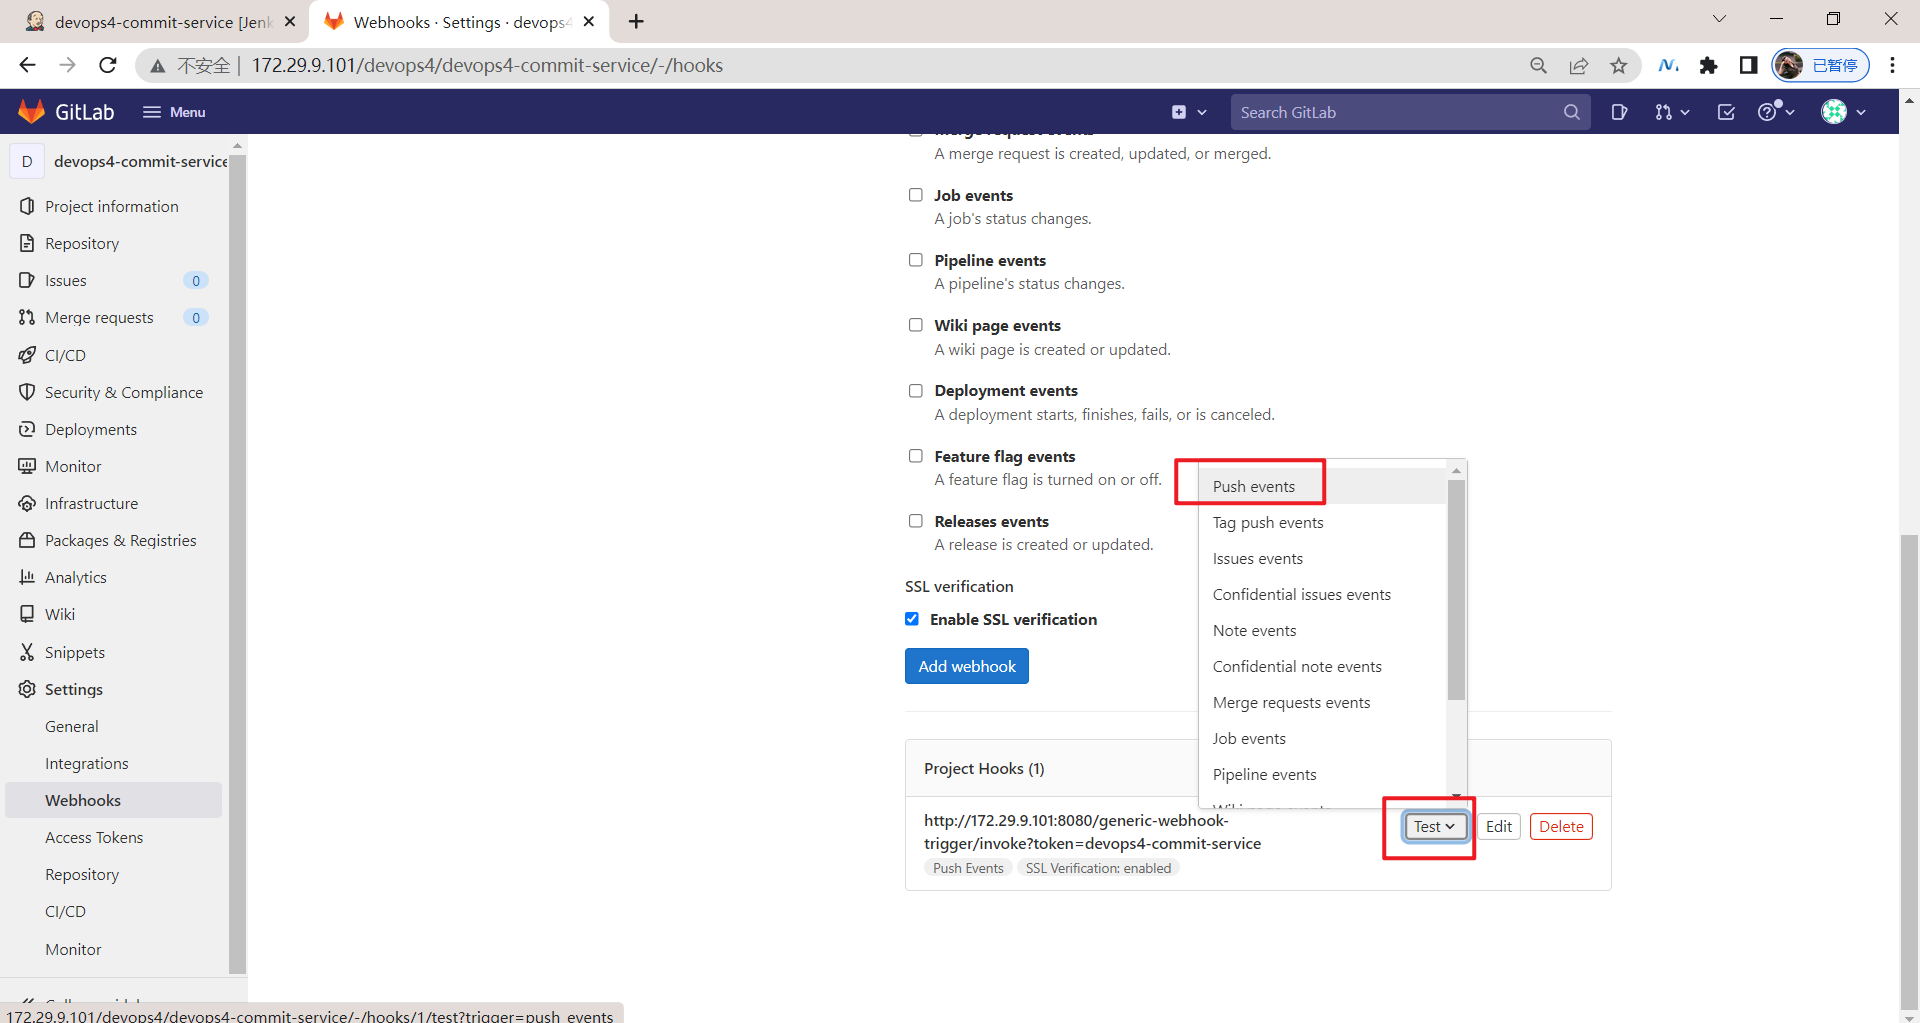 devops4-commit-service [Jenk
Webhooks · Settings · devops4
不安全 | 172.29.9.101/devops4/devops4-commit-service/-/hooks
已暂停
GitLab
Menu
Search GitLab
D devops4-commit-service
Project information
Repository
Issues 0
Merge requests 0
CI/CD
Security & Compliance
Deployments
Monitor
Infrastructure
Packages & Registries
Analytics
Wiki
Snippets
Settings
General
Integrations
Webhooks
Access Tokens
Repository
CI/CD
Monitor
172.29.9.101/devops4/devops4-commit-service/-/hooks/1/test?trigger=push_events
Merge request events
A merge request is created, updated, or merged.
Job events
A job's status changes.
Pipeline events
A pipeline's status changes.
Wiki page events
A wiki page is created or updated.
Deployment events
A deployment starts, finishes, fails, or is canceled.
Feature flag events
A feature flag is turned on or off.
Releases events
A release is created or updated.
SSL verification
Enable SSL verification
Add webhook
Push events
Tag push events
Issues events
Confidential issues events
Note events
Confidential note events
Merge requests events
Job events
Pipeline events
Wiki page events
Project Hooks (1)
http://172.29.9.101:8080/generic-webhook-
trigger/invoke?token=devops4-commit-service
Push Events SSL Verification: enabled
Test Edit Delete